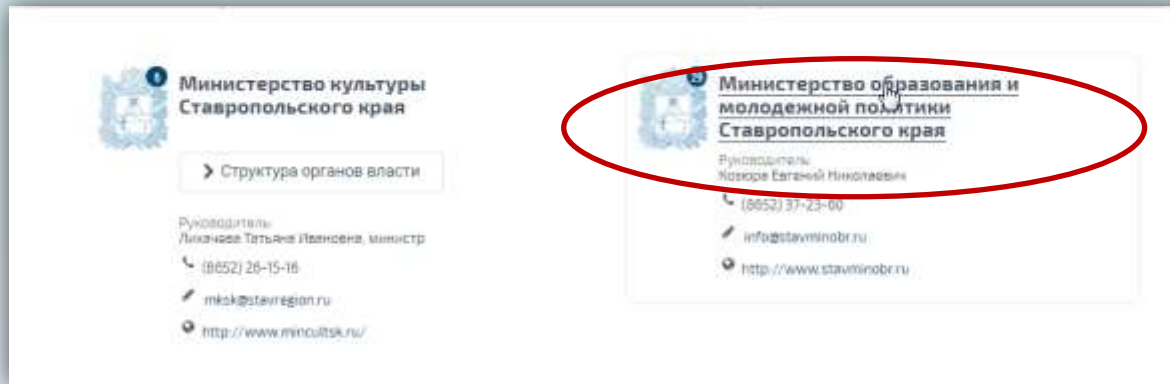 6
Министерство культуры
Ставропольского края
Структура органов власти
Руководитель
Лихачева Татьяна Ивановна, министр
(8652) 26-15-16
mksk@stavregion.ru
http://www.mincultsk.ru/
Министерство образования и
молодежной политики
Ставропольского края
Руководитель
Козюра Евгений Николаевич
(8652) 37-23-60
info@stavminobr.ru
http://www.stavminobr.ru